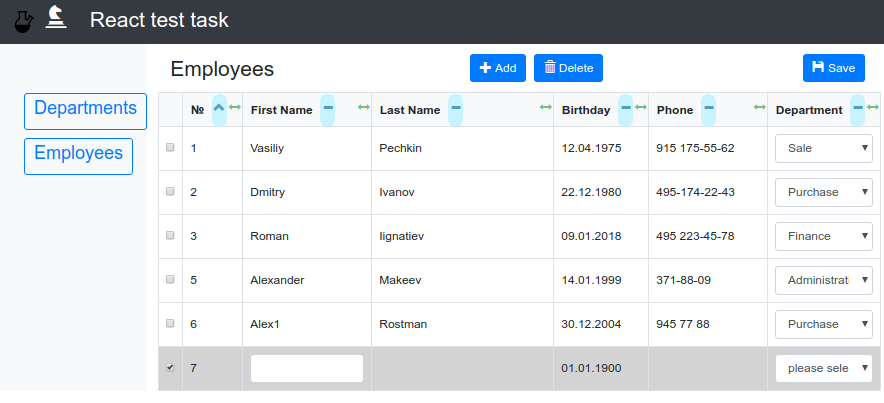 React test task
Employees Add Delete Save
Departments
Employees
№ First Name Last Name Birthday Phone Department
1 Vasiliy Pechkin 12.04.1975 915 175-55-62 Sale
2 Dmitry Ivanov 22.12.1980 495-174-22-43 Purchase
3 Roman Iignatiev 09.01.2018 495 223-45-78 Finance
5 Alexander Makeev 14.01.1999 371-88-09 Administrati
6 Alex1 Rostman 30.12.2004 945 77 88 Purchase
7 01.01.1900 please sele